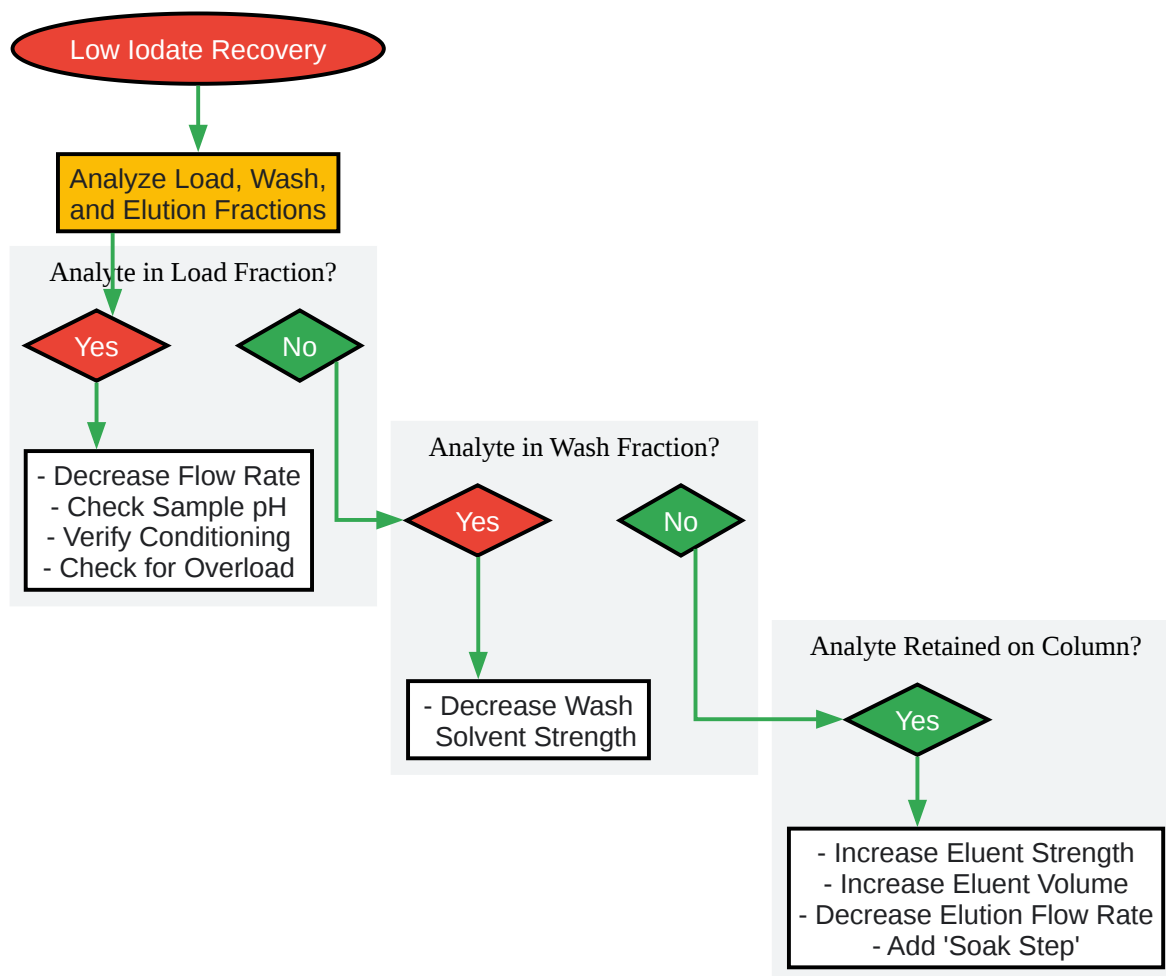 Low Iodate Recovery
Analyze Load, Wash,
and Elution Fractions
Analyte in Load Fraction?
Yes
No
- Decrease Flow Rate
- Check Sample pH
- Verify Conditioning
- Check for Overload
Analyte in Wash Fraction?
Yes
No
- Decrease Wash
Solvent Strength
Analyte Retained on Column?
Yes
- Increase Eluent Strength
- Increase Eluent Volume
- Decrease Elution Flow Rate
- Add 'Soak Step'